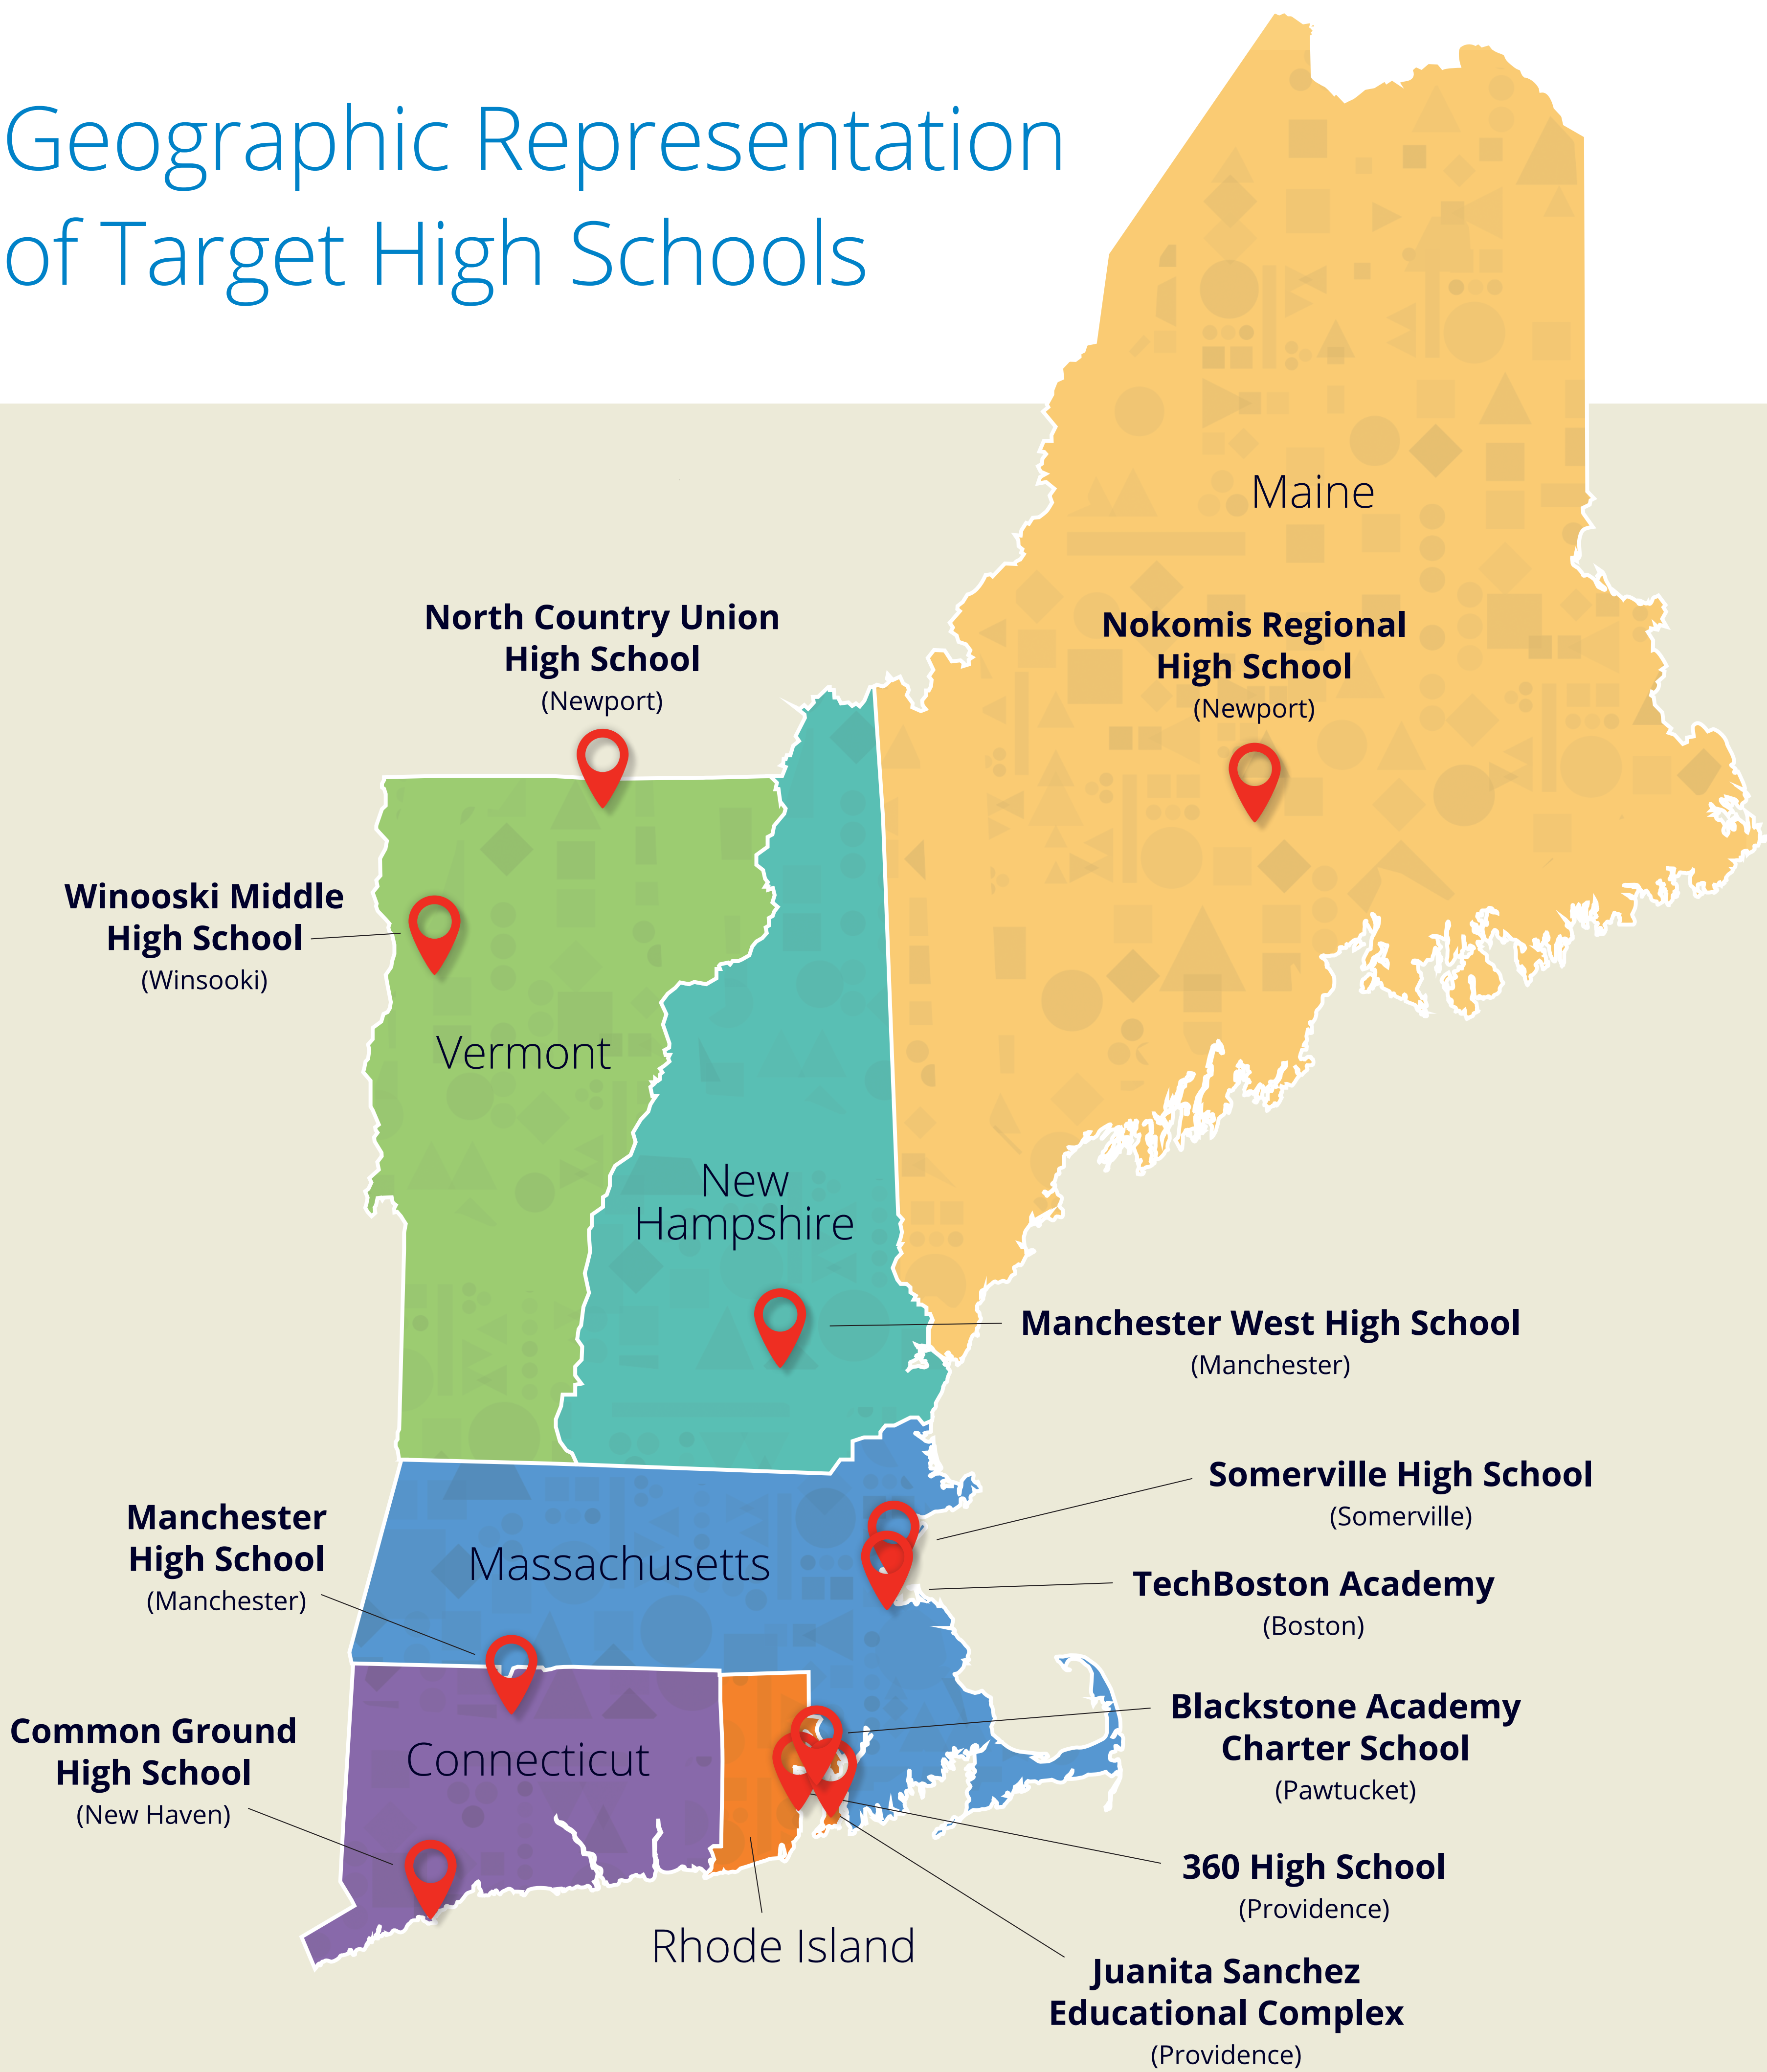 Geographic Representation
of Target High Schools
Maine
North Country Union
High School
(Newport)
Nokomis Regional
High School
(Newport)
Winooski Middle
High School
(Winsooki)
Vermont
New
Hampshire
Manchester West High School
(Manchester)
Somerville High School
(Somerville)
Manchester
High School
(Manchester)
Massachusetts
TechBoston Academy
(Boston)
Blackstone Academy
Charter School
(Pawtucket)
Common Ground
High School
(New Haven)
Connecticut
360 High School
(Providence)
Rhode Island
Juanita Sanchez
Educational Complex
(Providence)